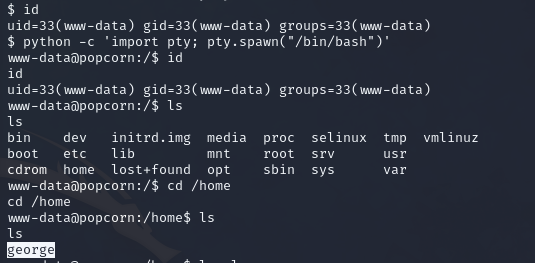 $ id
uid=33(www-data) gid=33(www-data) groups=33(www-data)
$ python -c 'import pty; pty.spawn("/bin/bash")'
www-data@popcorn:/$ id
id
uid=33(www-data) gid=33(www-data) groups=33(www-data)
www-data@popcorn:/$ ls
ls
bin    dev   initrd.img  media  proc  selinux  tmp  vmlinuz
boot   etc   lib         mnt    root  srv      usr
cdrom  home  lost+found  opt    sbin  sys      var
www-data@popcorn:/$ cd /home
cd /home
www-data@popcorn:/home$ ls
ls
george